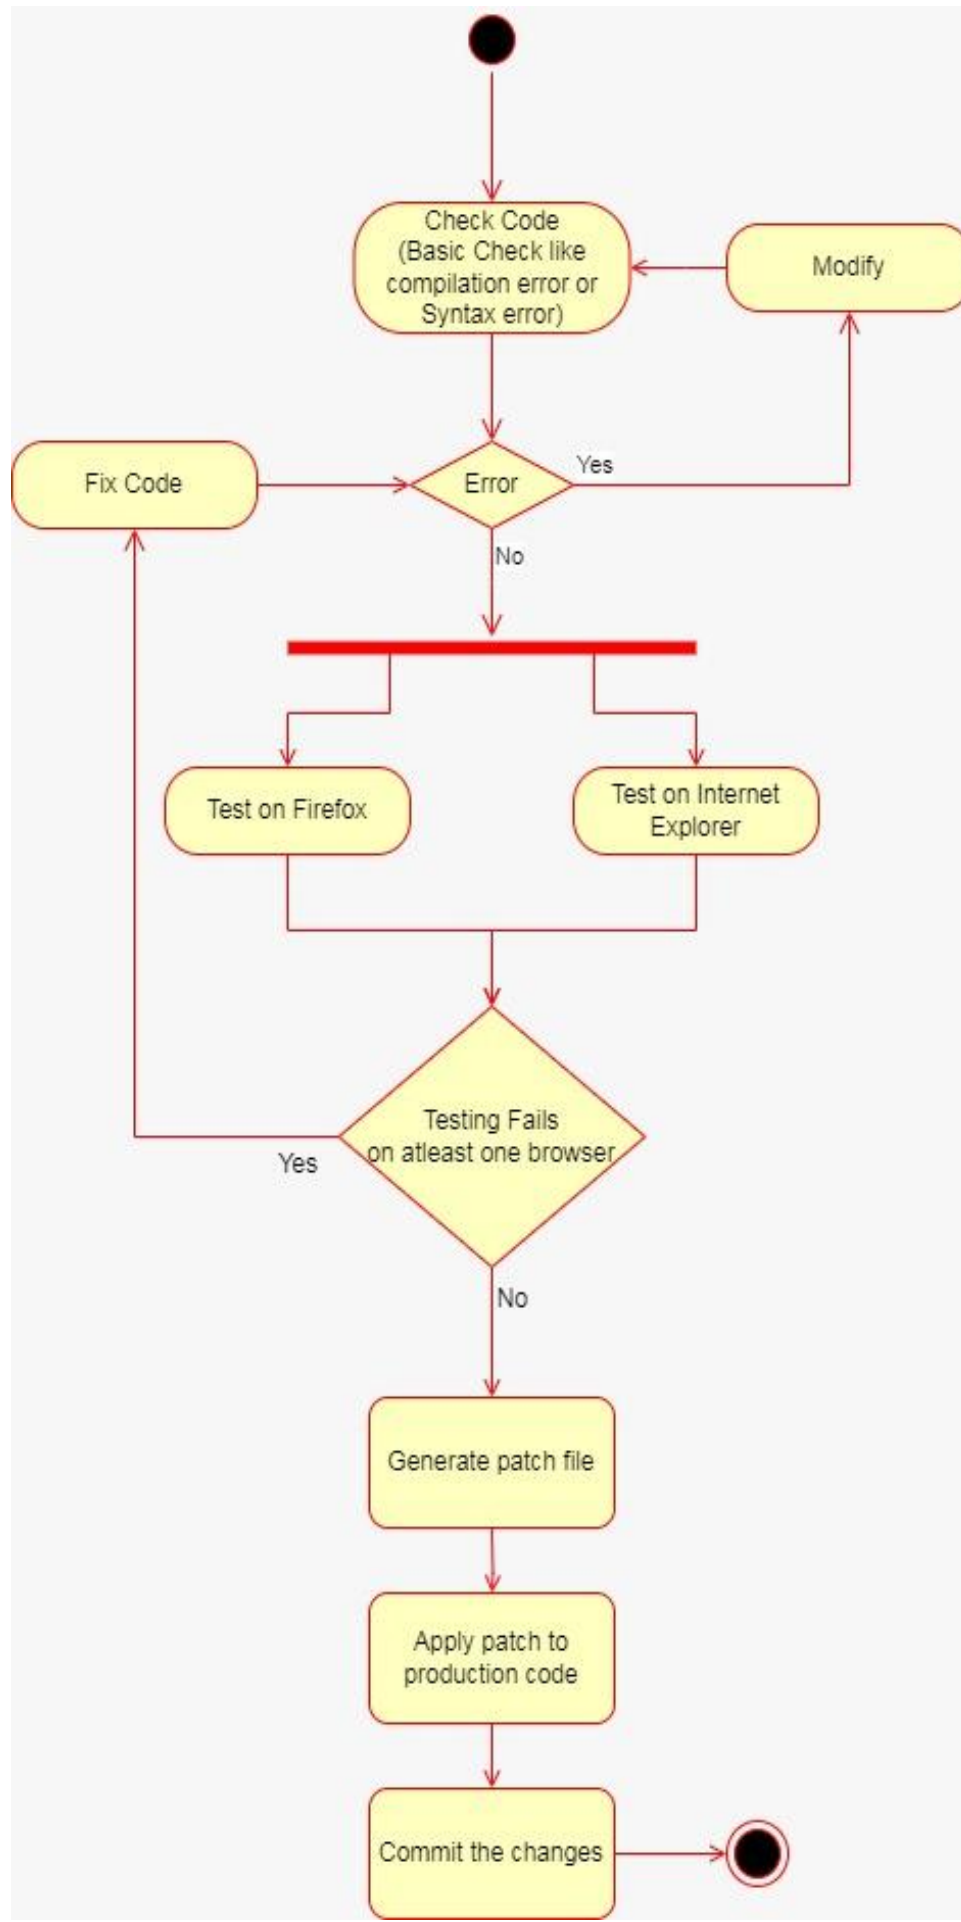 Check Code
(Basic Check like
compilation error or
Syntax error)
Modify
Fix Code
Error
Yes
No
Test on Firefox
Test on Internet
Explorer
Testing Fails
on atleast one browser
Yes
No
Generate patch file
Apply patch to
production code
Commit the changes